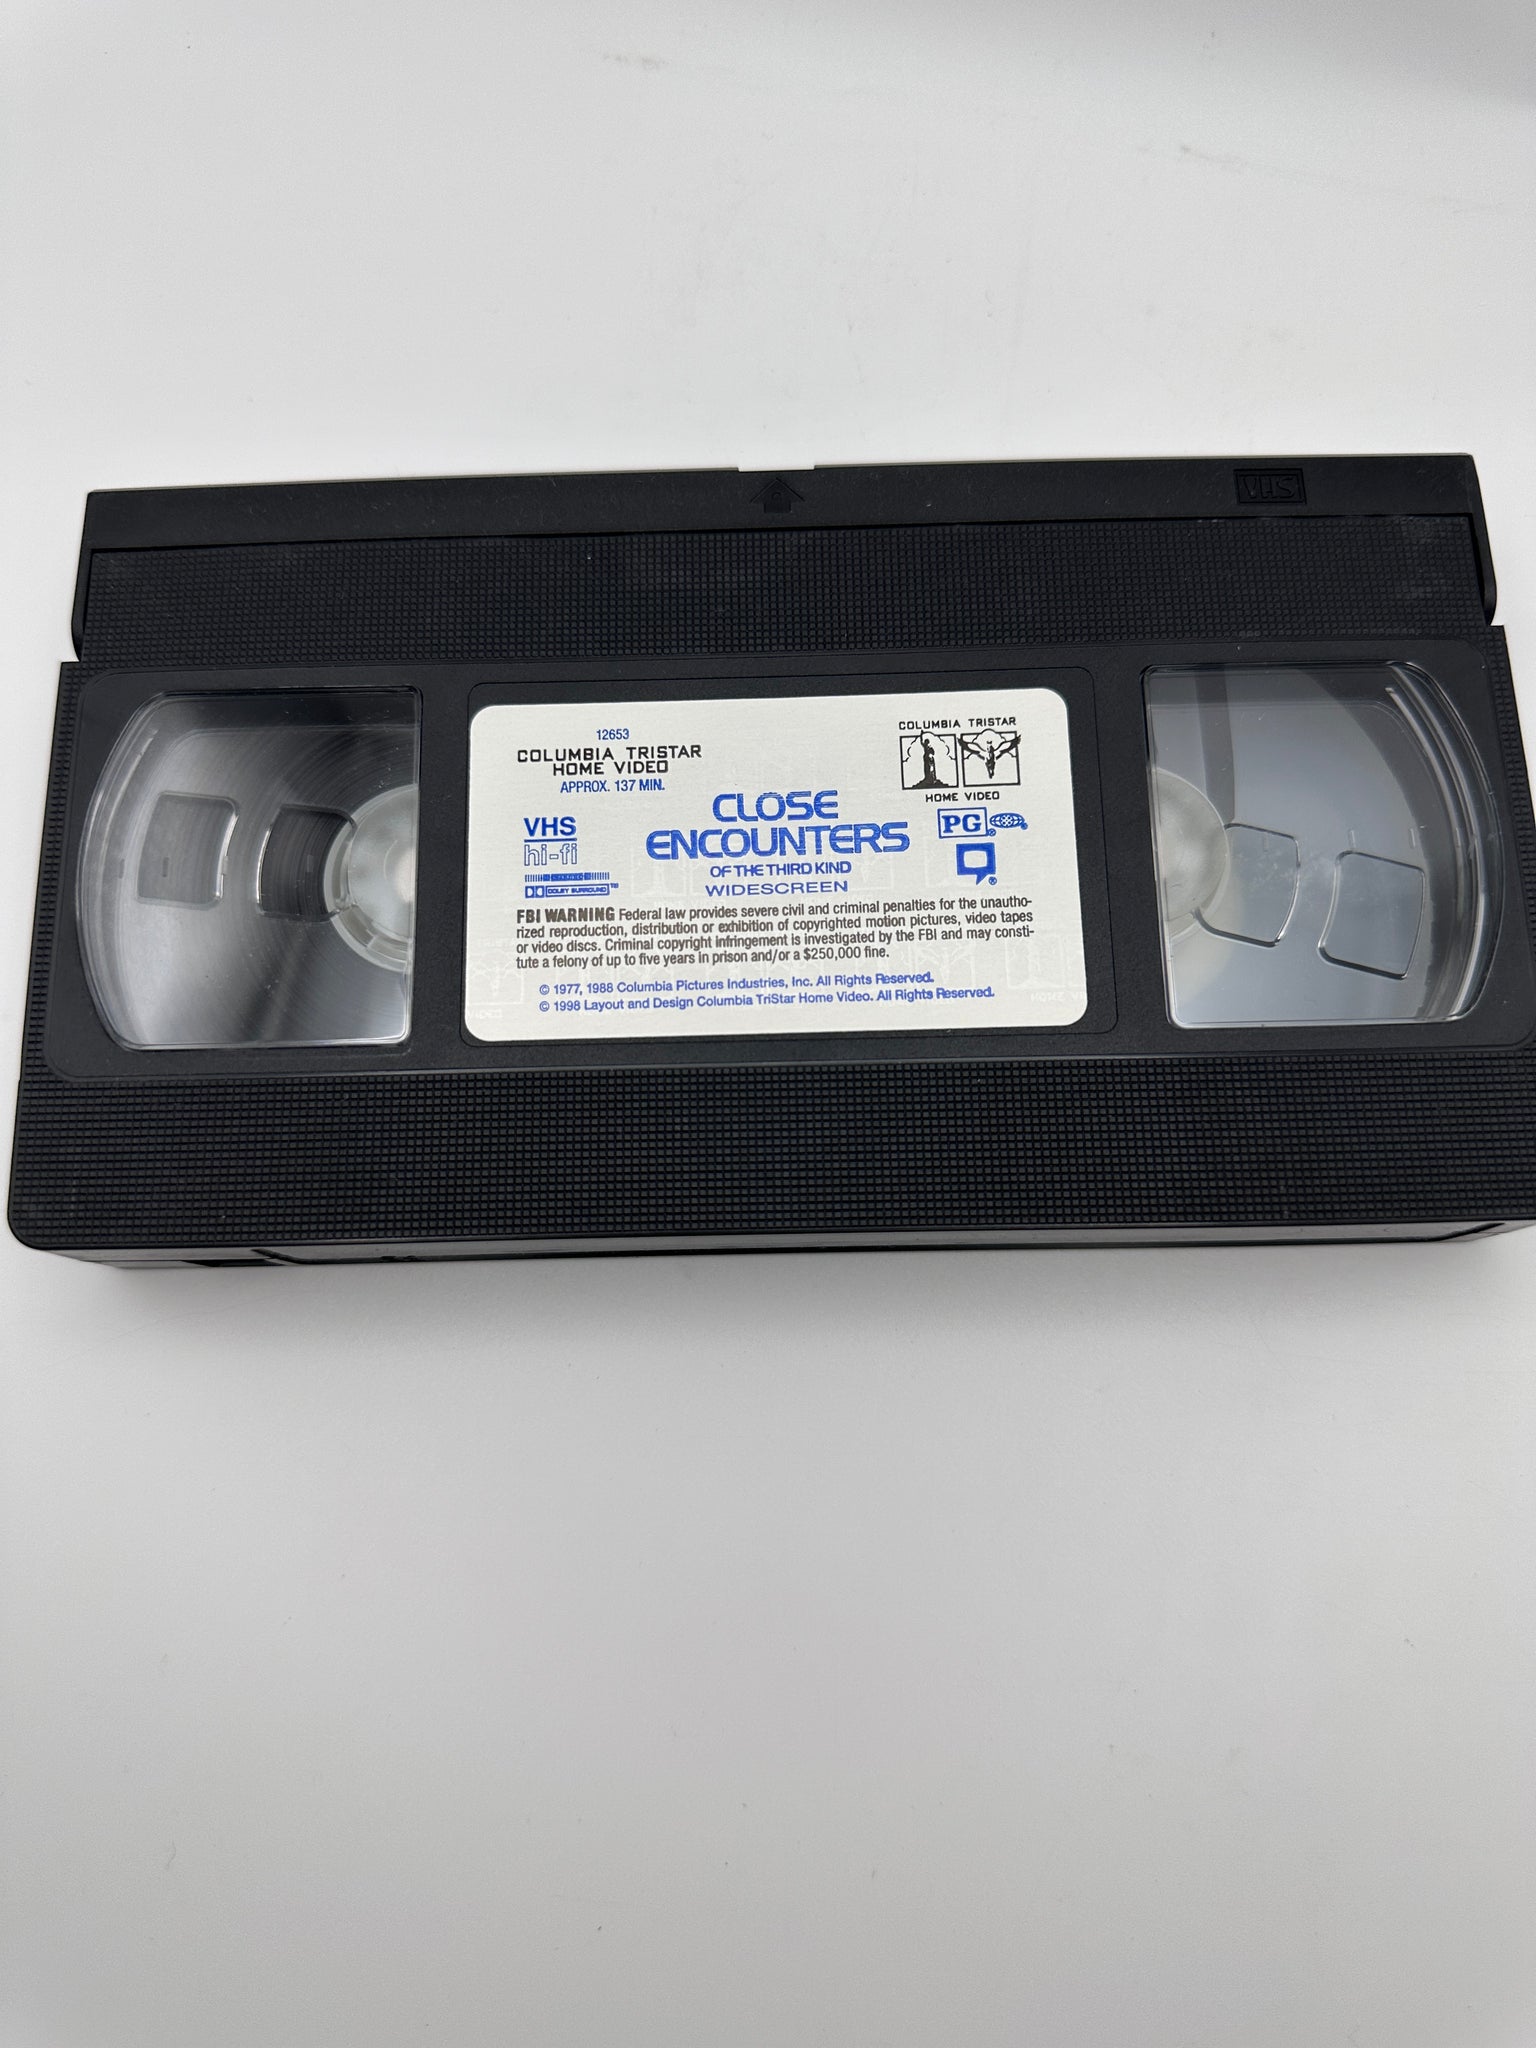 VHS
12653
COLUMBIA TRISTAR
HOME VIDEO
APPROX. 137 MIN.
COLUMBIA TRISTAR
HOME VIDEO
VHS
hi-fi
DOLBY SURROUND™
CLOSE
ENCOUNTERS
OF THE THIRD KIND
WIDESCREEN
PG®
®
FBI WARNING Federal law provides severe civil and criminal penalties for the unautho-
rized reproduction, distribution or exhibition of copyrighted motion pictures, video tapes
or video discs. Criminal copyright infringement is investigated by the FBI and may consti-
tute a felony of up to five years in prison and/or a $250,000 fine.
© 1977, 1988 Columbia Pictures Industries, Inc. All Rights Reserved.
© 1998 Layout and Design Columbia TriStar Home Video. All Rights Reserved.